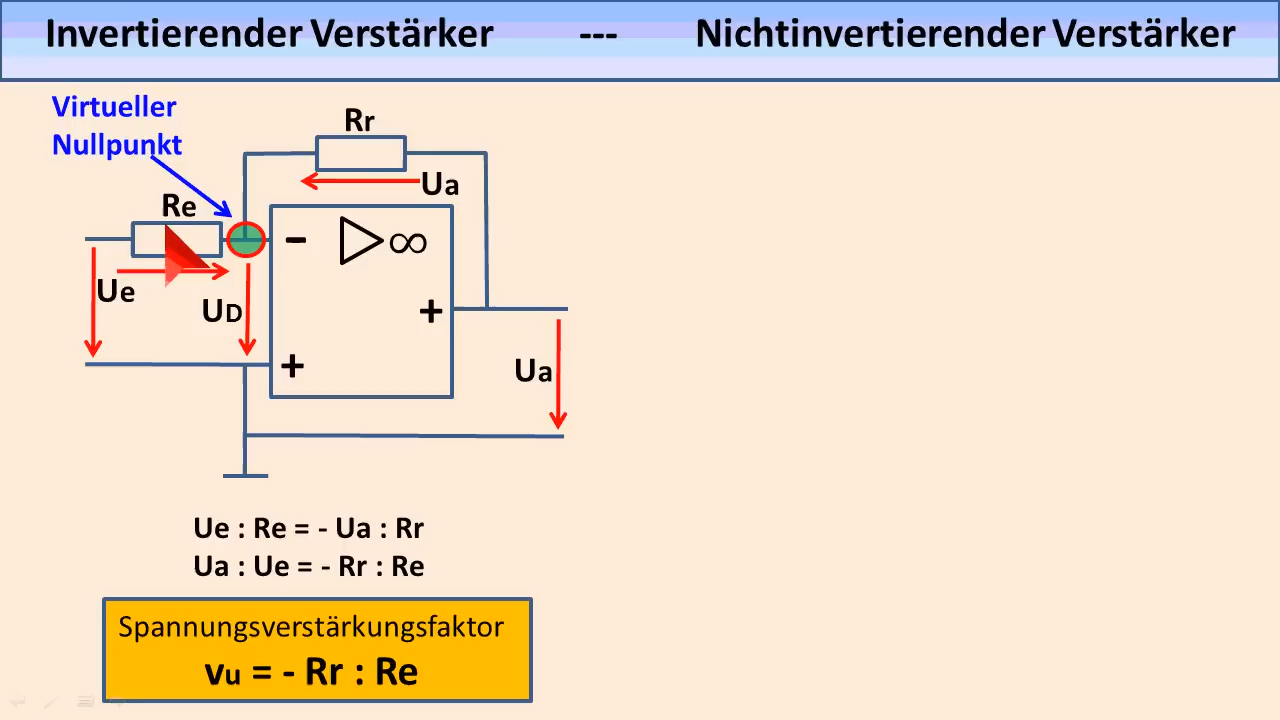 Invertierender Verstärker --- Nichtinvertierender Verstärker
Virtueller
Nullpunkt
Rr
Ua
Re
- ▷ ∞
Ue
UD
+
+
Ua
Ue : Re = - Ua : Rr
Ua : Ue = - Rr : Re
Spannungsverstärkungsfaktor
vu = - Rr : Re